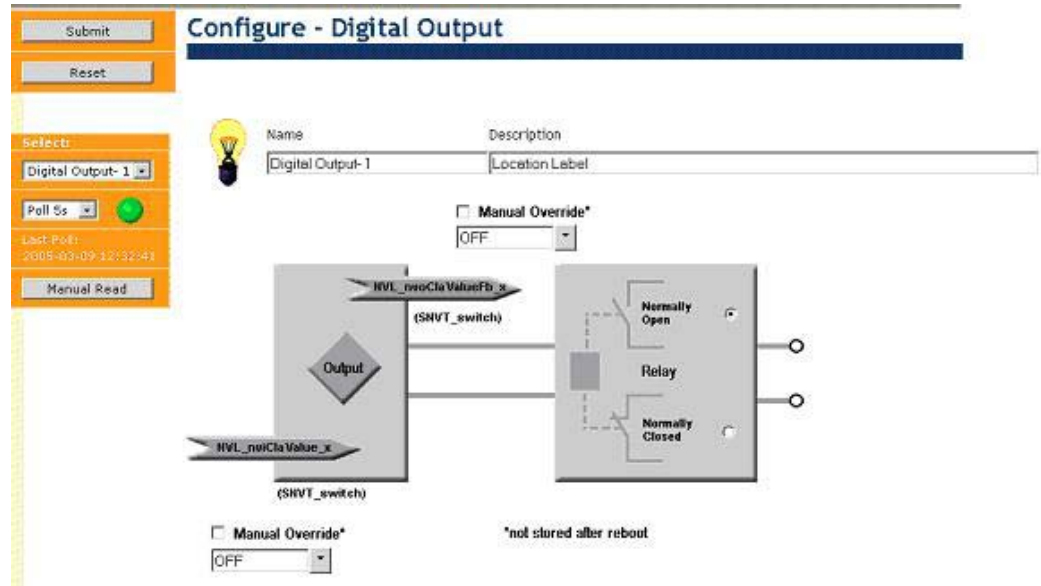 Submit
Configure - Digital Output
Reset
Select:
Name
Description
Digital Output- 1
Digital Output- 1
Location Label
Poll 5s
Manual Override*
OFF
Last Poll:
2005-03-09 12:32:41
Manual Read
NVL_nvoClaValueFb_x
(SNVT_switch)
Normally
Open
Output
Relay
Normally
Closed
NVL_nviClaValue_x
(SNVT_switch)
Manual Override*
*not stored after reboot
OFF